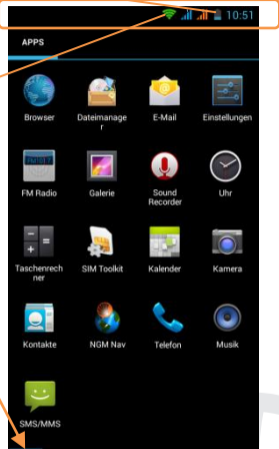 10:51
APPS
Browser
Dateimanage
r
E-Mail
Einstellungen
FM Radio
Galerie
Sound
Recorder
Uhr
Taschenrech
ner
SIM Toolkit
Kalender
Kamera
Kontakte
NGM Nav
Telefon
Musik
SMS/MMS